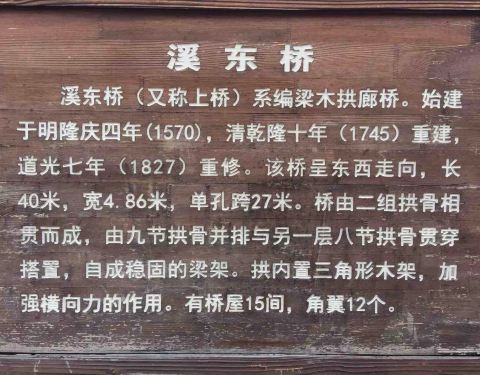 溪东桥
溪东桥（又称上桥）系编梁木拱廊桥。始建
于明隆庆四年(1570)，清乾隆十年（1745）重建，
道光七年（1827）重修。该桥呈东西走向，长
40米，宽4.86米，单孔跨27米。桥由二组拱骨相
贯而成，由九节拱骨并排与另一层八节拱骨贯穿
搭置，自成稳固的梁架。拱内置三角形木架，加
强横向力的作用。有桥屋15间，角翼12个。